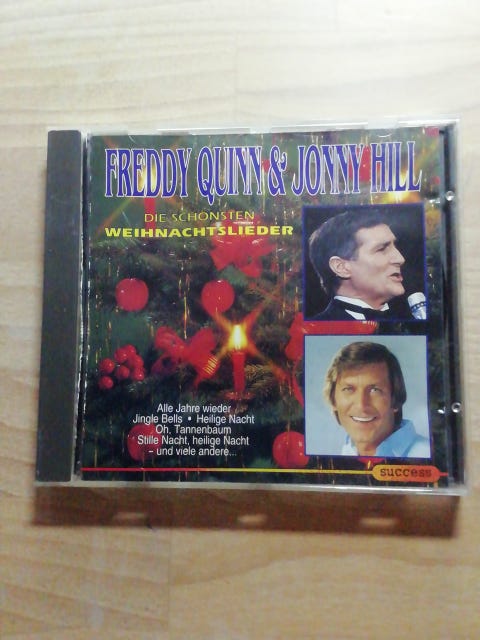 FREDDY QUINN & JONNY HILL
DIE SCHÖNSTEN
WEIHNACHTSLIEDER
Alle Jahre wieder
Jingle Bells • Heilige Nacht
Oh, Tannenbaum
Stille Nacht, heilige Nacht
– und viele andere...
success